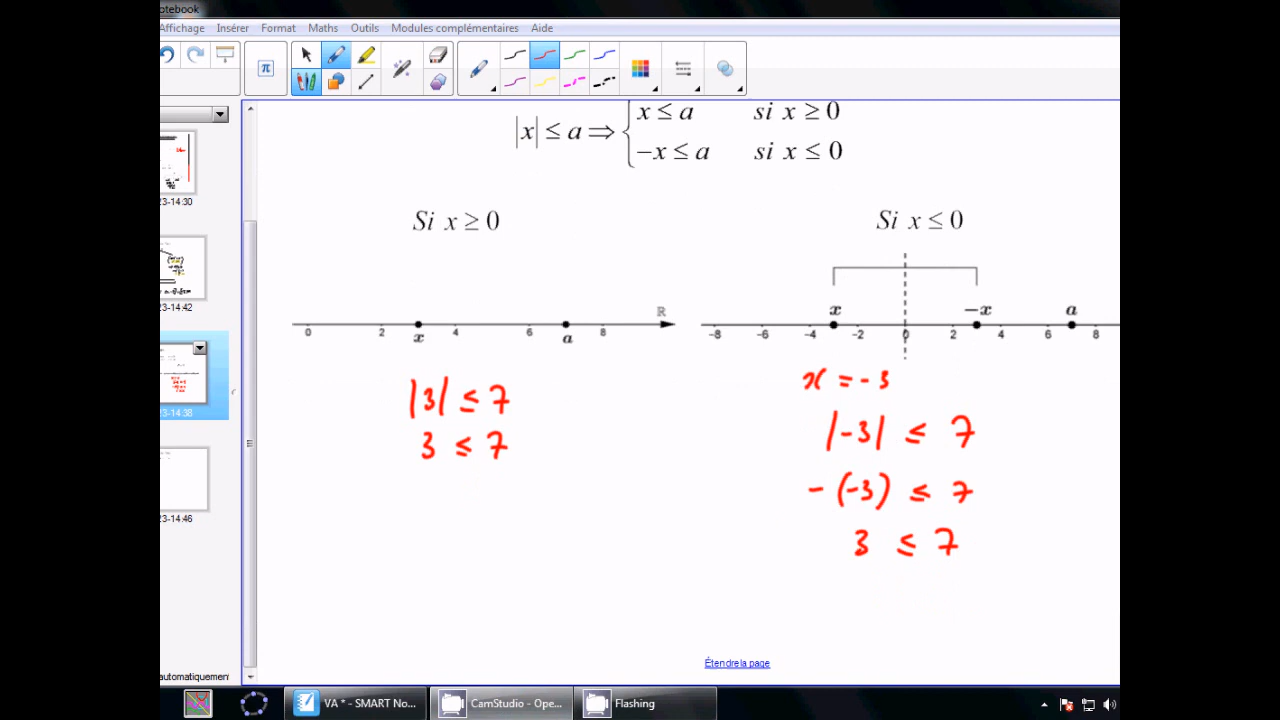 otebook
Affichage Insérer Format Maths Outils Modules complémentaires Aide
π
|x| ≤ a ⇒ { x ≤ a si x ≥ 0
−x ≤ a si x ≤ 0
23-14:30
23-14:42
23-14:38
23-14:46
Si x ≥ 0
0 2 4 6 8
x a
ℝ
|3| ≤ 7
3 ≤ 7
Si x ≤ 0
x −x a
-8 -6 -4 -2 0 2 4 8
x = -3
|-3| ≤ 7
- (-3) ≤ 7
3 ≤ 7
Étendre la page
automatiquement
VA * - SMART No...
CamStudio - Ope...
Flashing